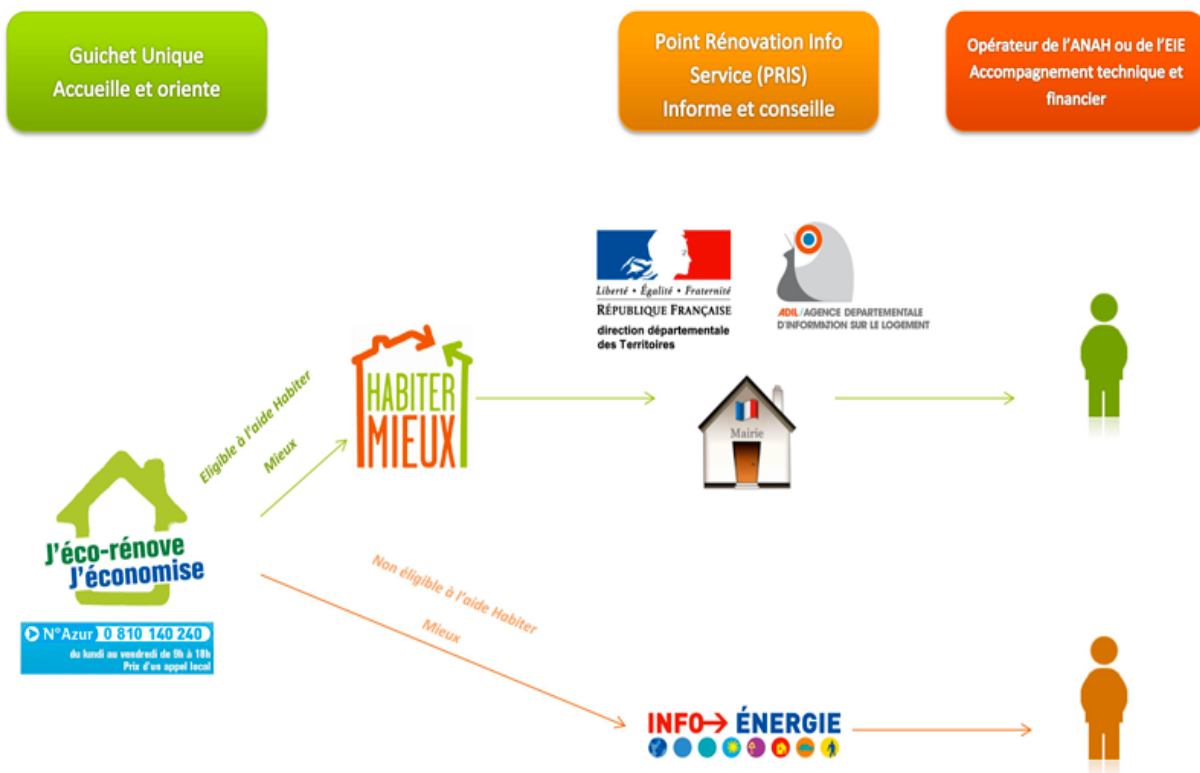 Guichet Unique
Accueille et oriente
Point Rénovation Info
Service (PRIS)
Informe et conseille
Opérateur de l'ANAH ou de l'EIE
Accompagnement technique et
financier
Liberté • Égalité • Fraternité
RÉPUBLIQUE FRANÇAISE
direction départementale
des Territoires
ADIL/AGENCE DEPARTEMENTALE
D'INFORMATION SUR LE LOGEMENT
Eligible à l'aide Habiter
Mieux
HABITER
MIEUX
Mairie
J'éco-rénove
J'économise
N°Azur 0 810 140 240
du lundi au vendredi de 9h à 18h
Prix d'un appel local
Non éligible à l'aide Habiter
Mieux
INFO→ ÉNERGIE